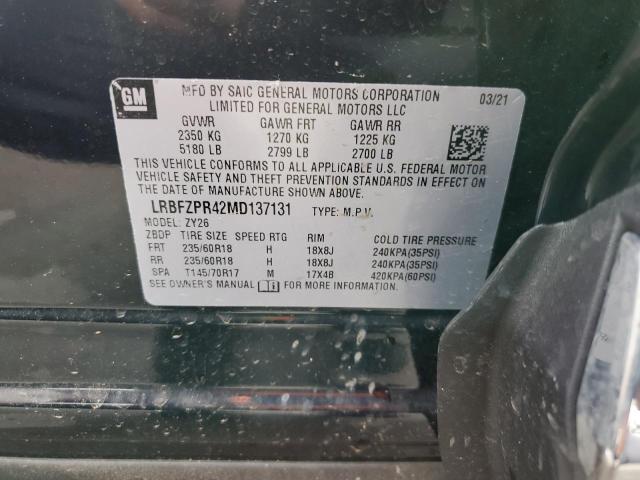 GM
MFD BY SAIC GENERAL MOTORS CORPORATION 03/21
LIMITED FOR GENERAL MOTORS LLC
GVWR GAWR FRT GAWR RR
2350 KG 1270 KG 1225 KG
5180 LB 2799 LB 2700 LB
THIS VEHICLE CONFORMS TO ALL APPLICABLE U.S. FEDERAL MOTOR
VEHICLE SAFETY AND THEFT PREVENTION STANDARDS IN EFFECT ON
THE DATE OF MANUFACTURE SHOWN ABOVE.
LRBFZPR42MD137131 TYPE: M.P.V.
MODEL: ZY26
ZBDP TIRE SIZE SPEED RTG RIM COLD TIRE PRESSURE
FRT 235/60R18 H 18X8J 240KPA(35PSI)
RR 235/60R18 H 18X8J 240KPA(35PSI)
SPA T145/70R17 M 17X4B 420KPA(60PSI)
SEE OWNER'S MANUAL FOR MORE INFORMATION.